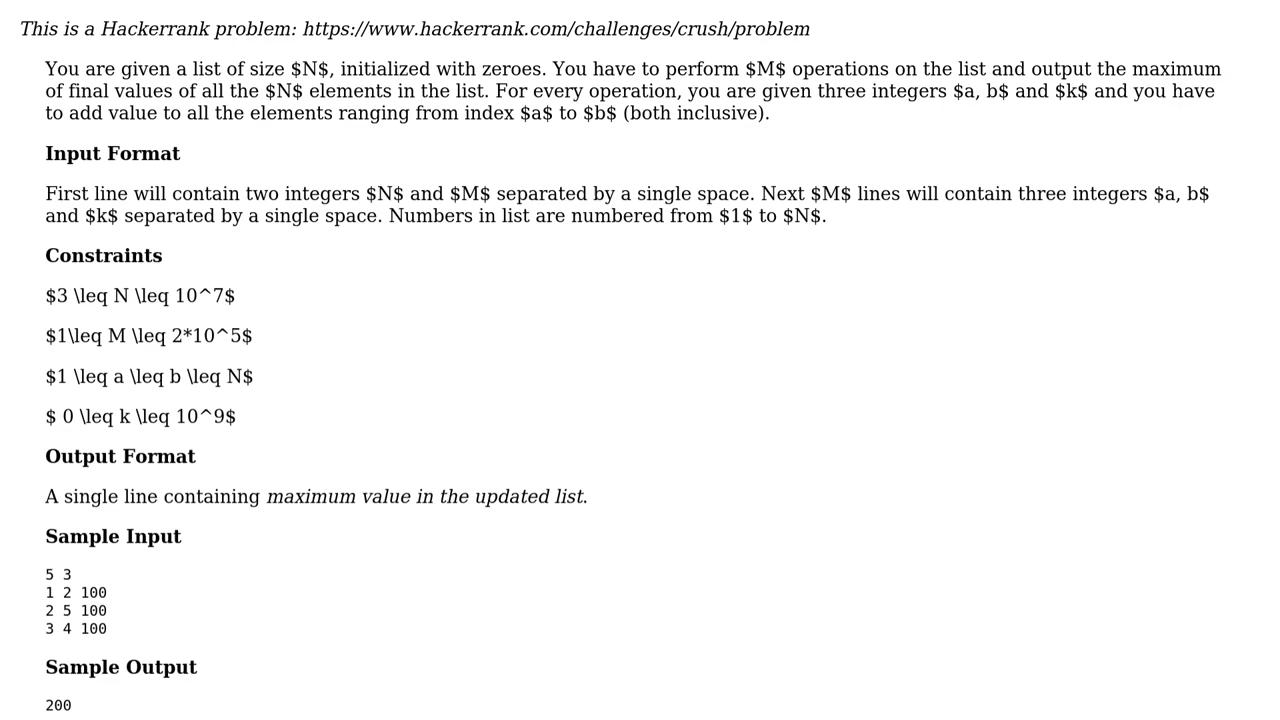 This is a Hackerrank problem: https://www.hackerrank.com/challenges/crush/problem
You are given a list of size $N$, initialized with zeroes. You have to perform $M$ operations on the list and output the maximum
of final values of all the $N$ elements in the list. For every operation, you are given three integers $a, b$ and $k$ and you have
to add value to all the elements ranging from index $a$ to $b$ (both inclusive).
Input Format
First line will contain two integers $N$ and $M$ separated by a single space. Next $M$ lines will contain three integers $a, b$
and $k$ separated by a single space. Numbers in list are numbered from $1$ to $N$.
Constraints
$3 \leq N \leq 10^7$
$1\leq M \leq 2*10^5$
$1 \leq a \leq b \leq N$
$ 0 \leq k \leq 10^9$
Output Format
A single line containing maximum value in the updated list.
Sample Input
5 3
1 2 100
2 5 100
3 4 100
Sample Output
200